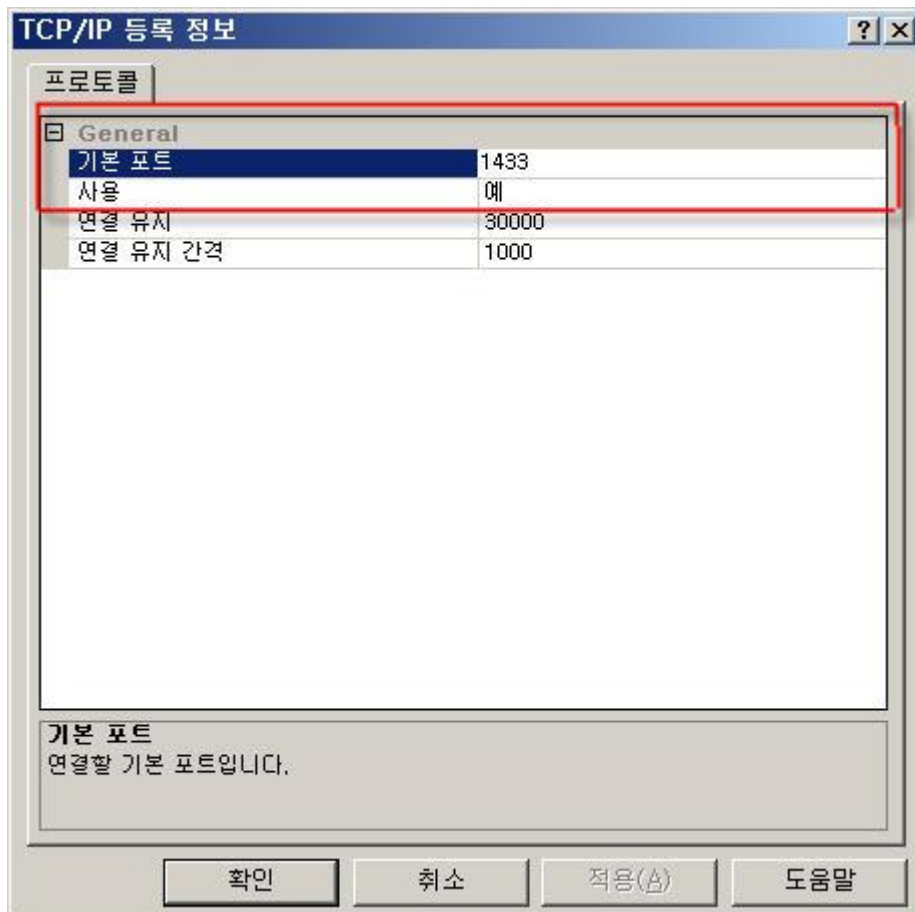 TCP/IP 등록 정보
프로토콜
General
기본 포트 1433
사용 예
연결 유지 30000
연결 유지 간격 1000
기본 포트
연결할 기본 포트입니다.
확인 취소 적용(A) 도움말